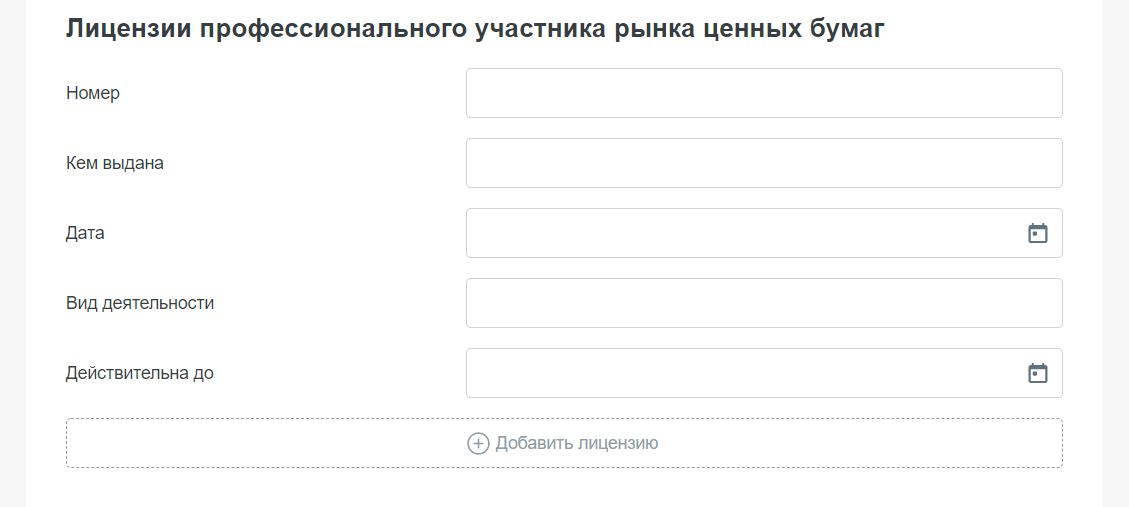 Лицензии профессионального участника рынка ценных бумаг
Номер
Кем выдана
Дата
Вид деятельности
Действительна до
Добавить лицензию